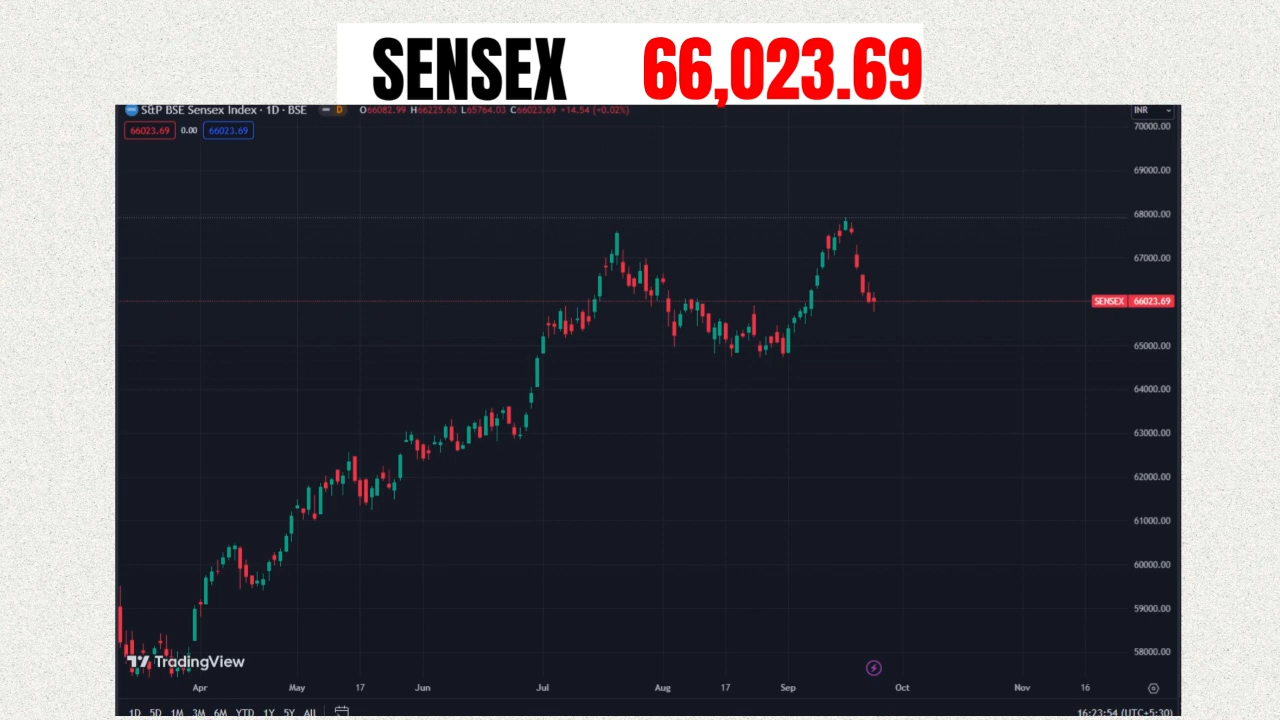 SENSEX 66,023.69
S&P BSE Sensex Index · 1D · BSE D O66082.99 H66225.63 L65764.03 C66023.69 +14.54 (+0.02%) INR
66023.69 0.00 66023.69
70000.00
69000.00
68000.00
67000.00
SENSEX 66023.69
65000.00
64000.00
63000.00
62000.00
61000.00
60000.00
59000.00
58000.00
TradingView
Apr May 17 Jun Jul Aug 17 Sep Oct Nov 16
1D 5D 1M 3M 6M YTD 1Y 5Y All 16:23:54 (UTC+5:30)